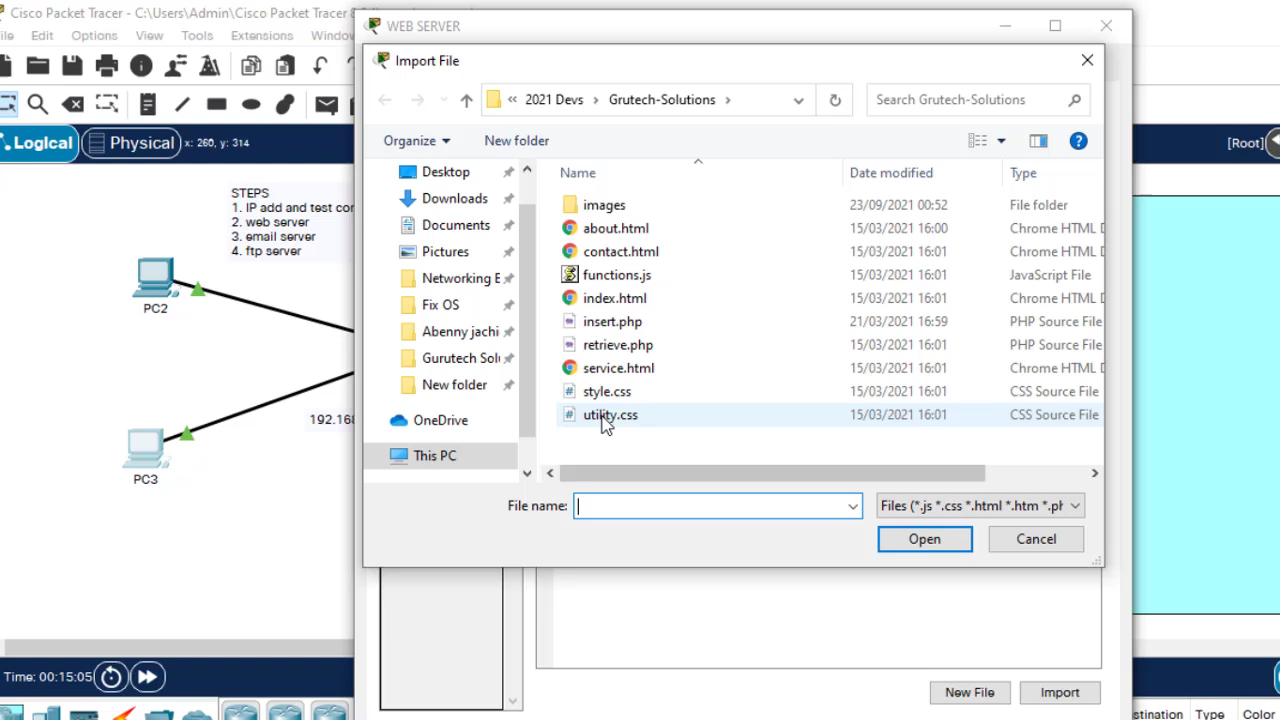 Cisco Packet Tracer - C:\Users\Admin\Cisco Packet Tracer
File Edit Options View Tools Extensions Window
Logical
Physical
x: 260, y: 314
[Root]
STEPS
1. IP add and test con
2. web server
3. email server
4. ftp server
PC2
PC3
192.168
Time: 00:15:05
WEB SERVER
Import File
« 2021 Devs > Grutech-Solutions >
Search Grutech-Solutions
Organize
New folder
Desktop
Downloads
Documents
Pictures
Networking E
Fix OS
Abenny jachi
Gurutech Solu
New folder
OneDrive
This PC
Name Date modified Type
images 23/09/2021 00:52 File folder
about.html 15/03/2021 16:00 Chrome HTML D
contact.html 15/03/2021 16:01 Chrome HTML D
functions.js 15/03/2021 16:01 JavaScript File
index.html 15/03/2021 16:01 Chrome HTML D
insert.php 21/03/2021 16:59 PHP Source File
retrieve.php 15/03/2021 16:01 PHP Source File
service.html 15/03/2021 16:01 Chrome HTML D
style.css 15/03/2021 16:01 CSS Source File
utility.css 15/03/2021 16:01 CSS Source File
File name:
Files (*.js *.css *.html *.htm *.ph
Open
Cancel
New File
Import
stination Type Color